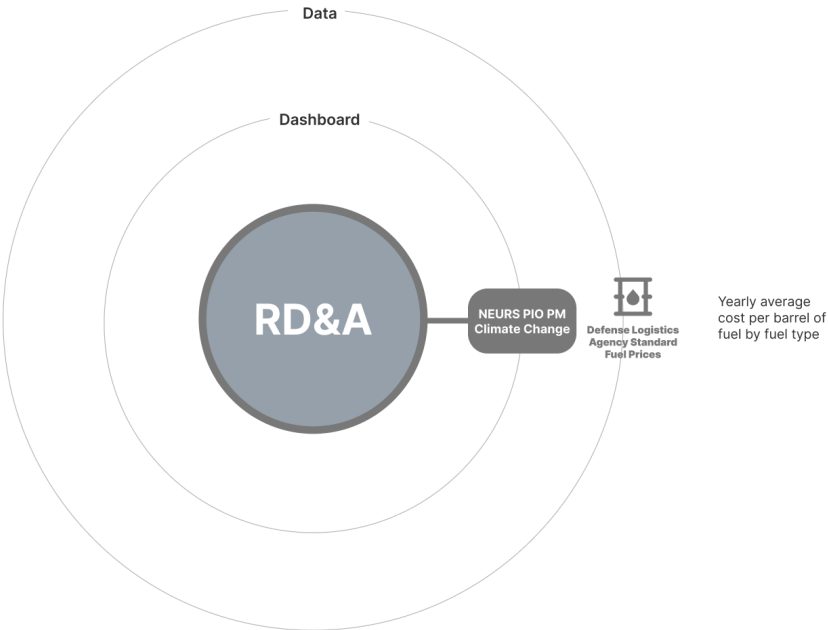 Data
Dashboard
RD&A
NEURS PIO PM
Climate Change
Defense Logistics
Agency Standard
Fuel Prices
Yearly average
cost per barrel of
fuel by fuel type